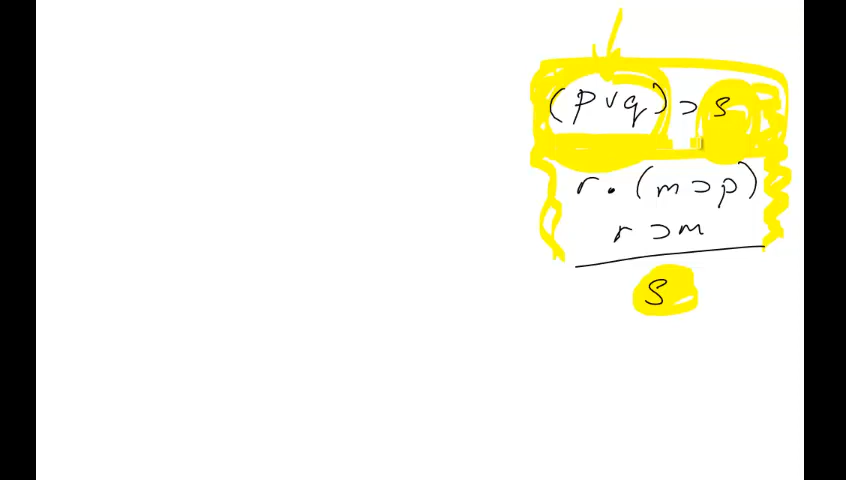 (p ∨ q) ⊃ s
r • (m ⊃ p)
r ⊃ m
s